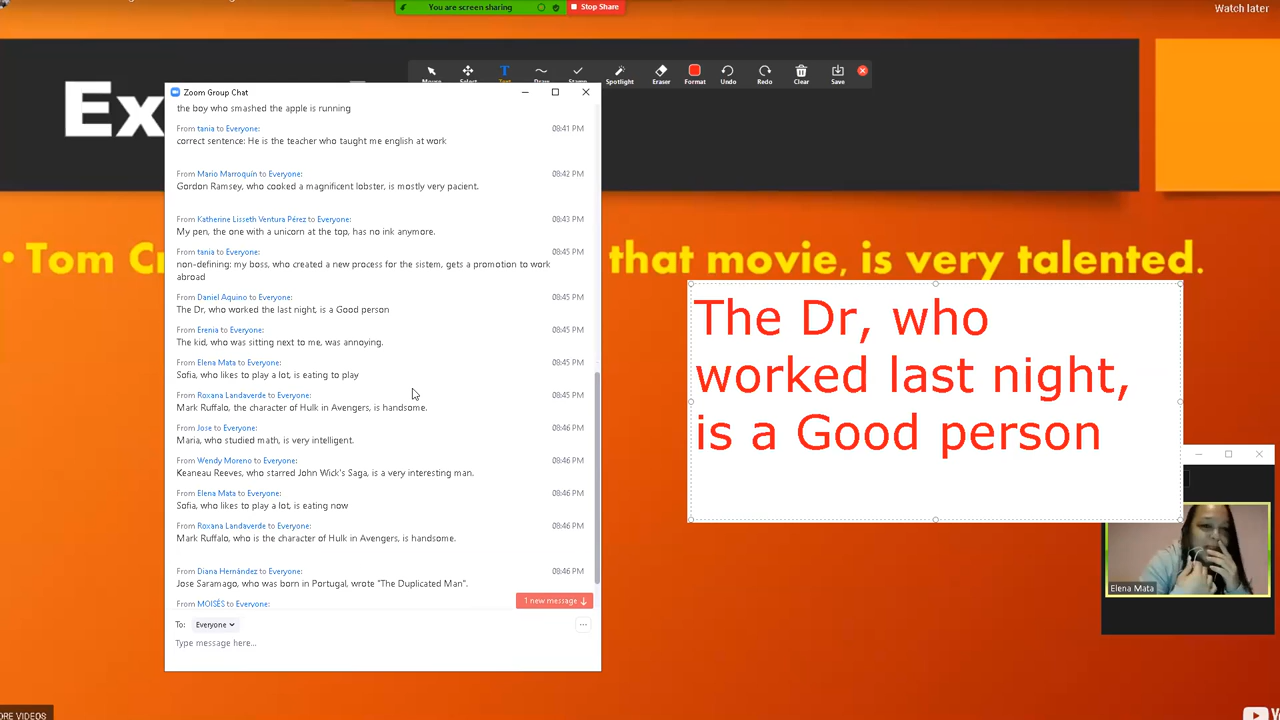 You are screen sharing
Stop Share
Watch later
Ex
Select
Text
Draw
Spotlight
Eraser
Format
Undo
Redo
Clear
Save
Zoom Group Chat
the boy who smashed the apple is running
From tania to Everyone: 08:41 PM
correct sentence: He is the teacher who taught me english at work
From Mario Marroquín to Everyone: 08:42 PM
Gordon Ramsey, who cooked a magnificent lobster, is mostly very pacient.
From Katherine Lisseth Ventura Pérez to Everyone: 08:43 PM
My pen, the one with a unicorn at the top, has no ink anymore.
From tania to Everyone: 08:45 PM
non-defining: my boss, who created a new process for the sistem, gets a promotion to work
abroad
From Daniel Aquino to Everyone: 08:45 PM
The Dr, who worked the last night, is a Good person
From Erenia to Everyone: 08:45 PM
The kid, who was sitting next to me, was annoying.
From Elena Mata to Everyone: 08:45 PM
Sofia, who likes to play a lot, is eating to play
From Roxana Landaverde to Everyone: 08:45 PM
Mark Ruffalo, the character of Hulk in Avengers, is handsome.
From Jose to Everyone: 08:46 PM
Maria, who studied math, is very intelligent.
From Wendy Moreno to Everyone: 08:46 PM
Keaneau Reeves, who starred John Wick's Saga, is a very interesting man.
From Elena Mata to Everyone: 08:46 PM
Sofia, who likes to play a lot, is eating now
From Roxana Landaverde to Everyone: 08:46 PM
Mark Ruffalo, who is the character of Hulk in Avengers, is handsome.
From Diana Hernández to Everyone: 08:46 PM
Jose Saramago, who was born in Portugal, wrote "The Duplicated Man".
From MOISÉS to Everyone:
1 new message
To: Everyone
Type message here...
• Tom Cr that movie, is very talented.
The Dr, who
worked last night,
is a Good person
Elena Mata
ORE VIDEOS